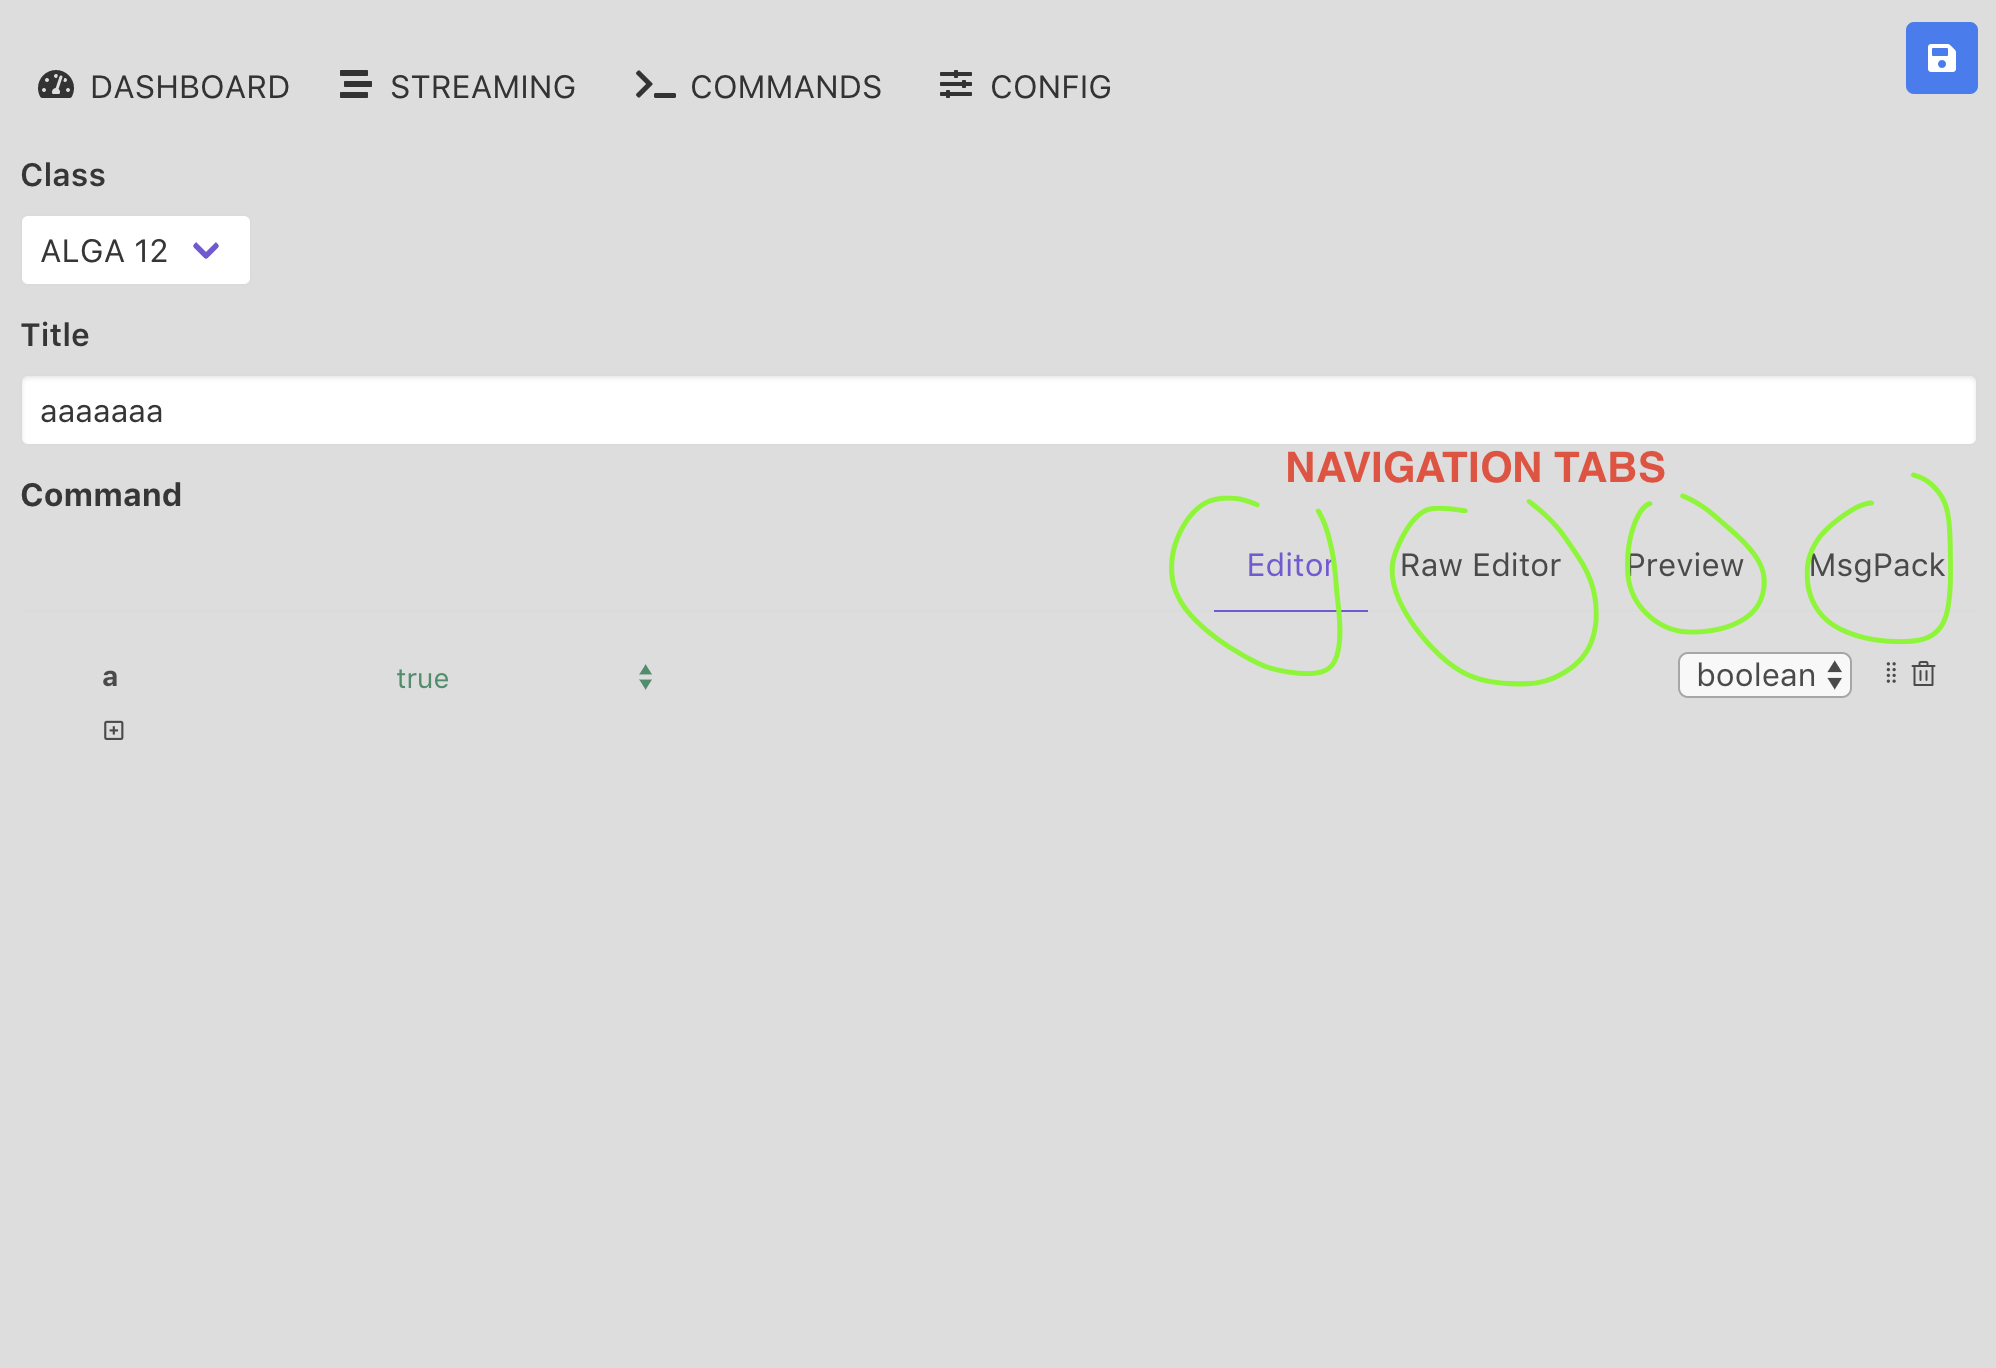 DASHBOARD STREAMING COMMANDS CONFIG
Class
ALGA 12
Title
aaaaaaa
NAVIGATION TABS
Command
Editor Raw Editor Preview MsgPack
a true boolean